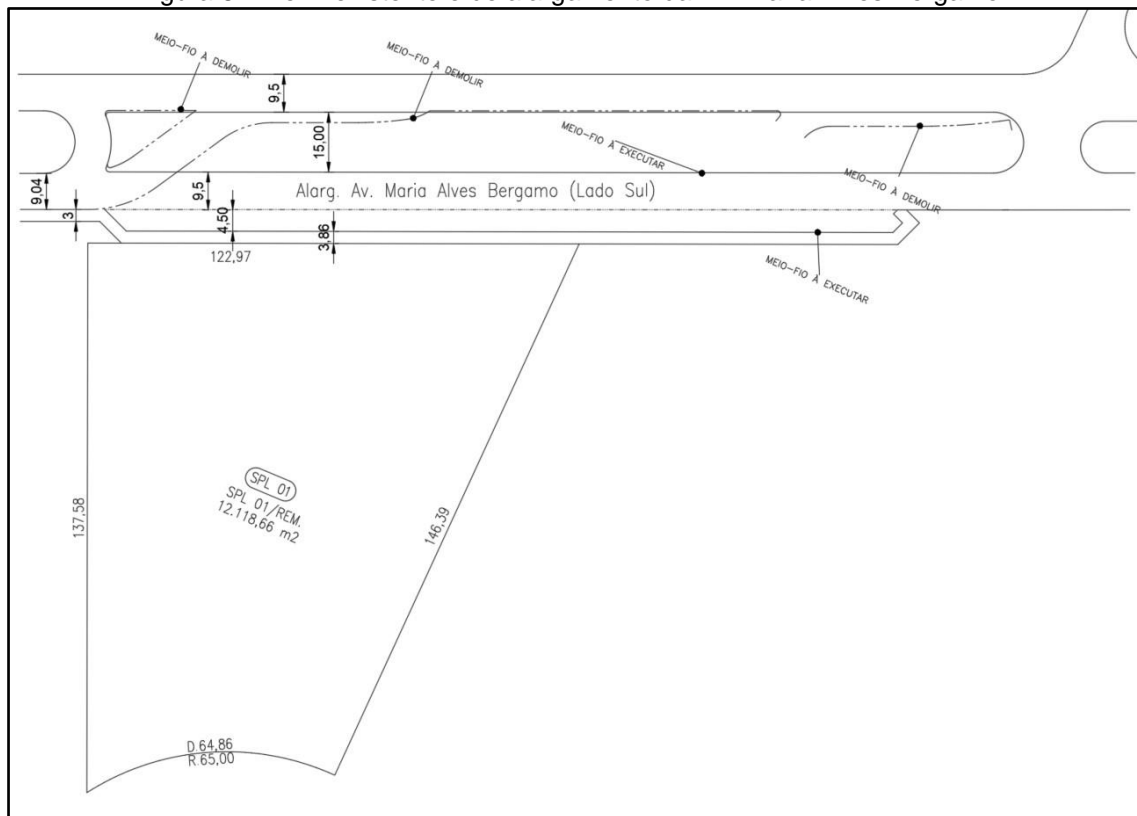 MEIO-FIO À DEMOLIR
MEIO-FIO À DEMOLIR
9,5
15,00
MEIO-FIO À EXECUTAR
MEIO-FIO À DEMOLIR
9,04
9,5
Alarg. Av. Maria Alves Bergamo (Lado Sul)
3
4,50
3,86
122,97
MEIO-FIO À EXECUTAR
137,58
146,39
SPL 01
SPL 01/REM.
12.118,66 m2
D.64,86
R.65,00